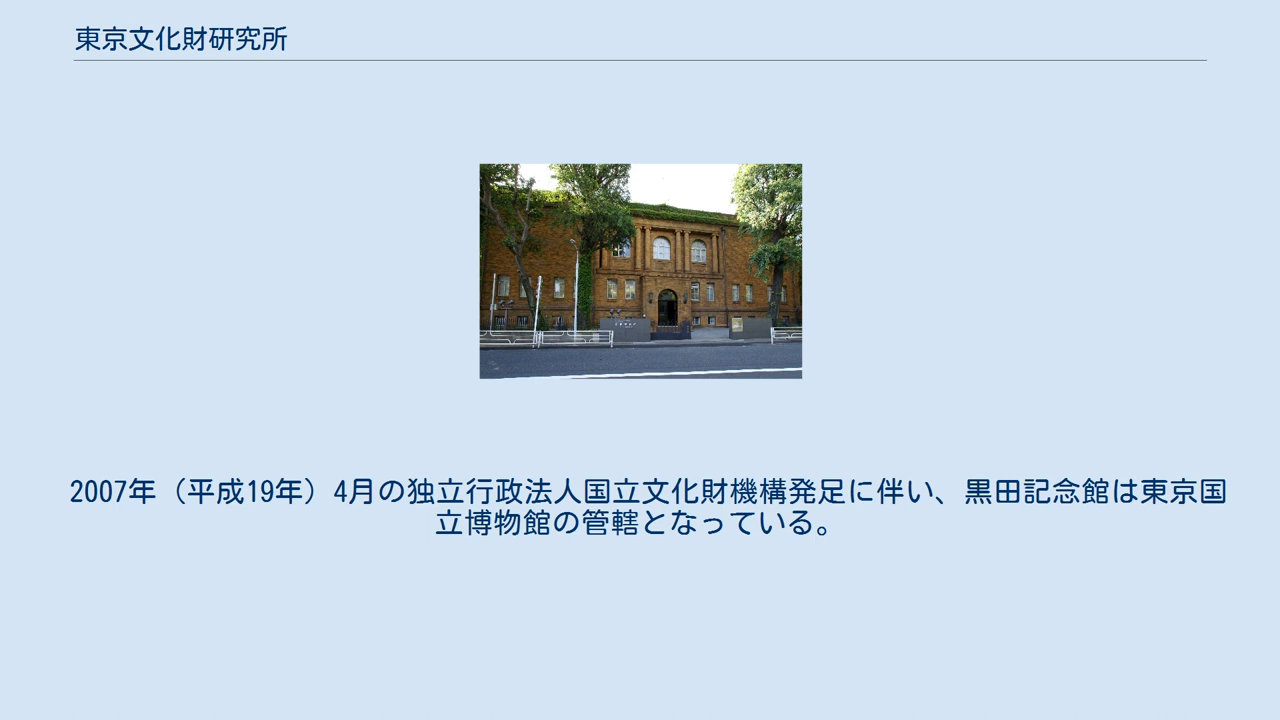 東京文化財研究所
2007年（平成19年）4月の独立行政法人国立文化財機構発足に伴い、黒田記念館は東京国
立博物館の管轄となっている。